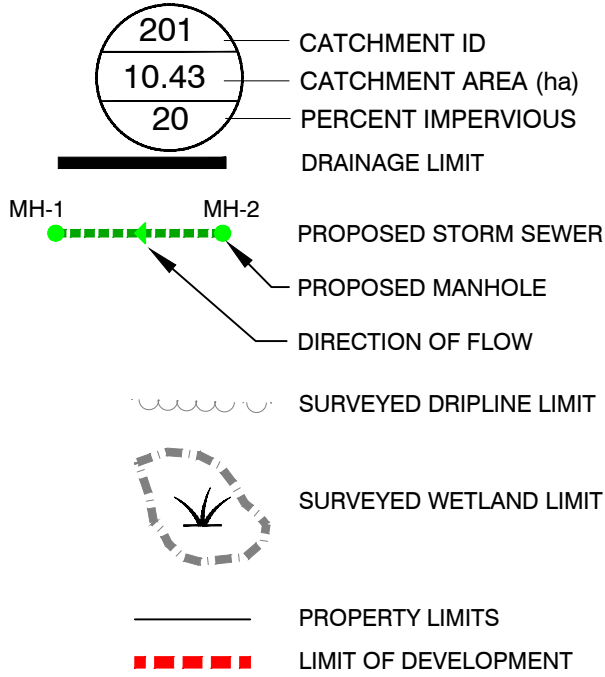 201
CATCHMENT ID
10.43
CATCHMENT AREA (ha)
20
PERCENT IMPERVIOUS
DRAINAGE LIMIT
MH-1
MH-2
PROPOSED STORM SEWER
PROPOSED MANHOLE
DIRECTION OF FLOW
SURVEYED DRIPLINE LIMIT
SURVEYED WETLAND LIMIT
PROPERTY LIMITS
LIMIT OF DEVELOPMENT